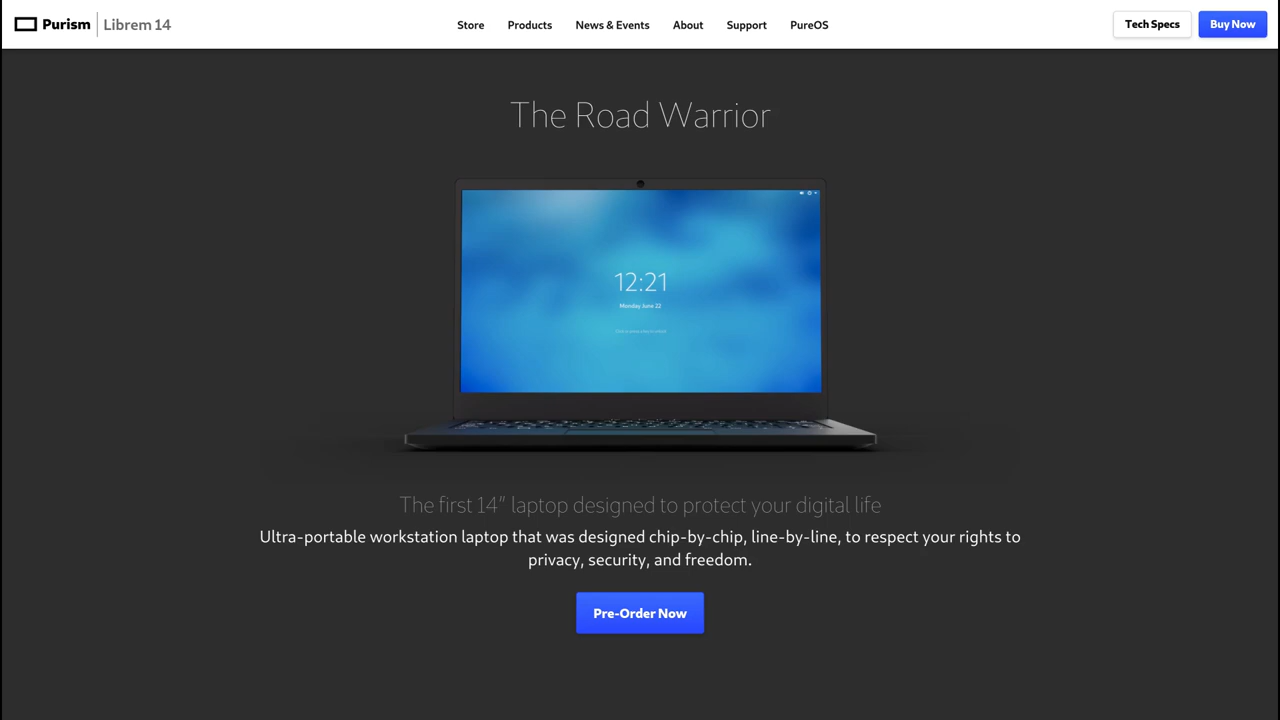 Purism Librem 14 Store Products News & Events About Support PureOS Tech Specs Buy Now
The Road Warrior
12:21
Monday June 22
The first 14" laptop designed to protect your digital life
Ultra-portable workstation laptop that was designed chip-by-chip, line-by-line, to respect your rights to
privacy, security, and freedom.
Pre-Order Now